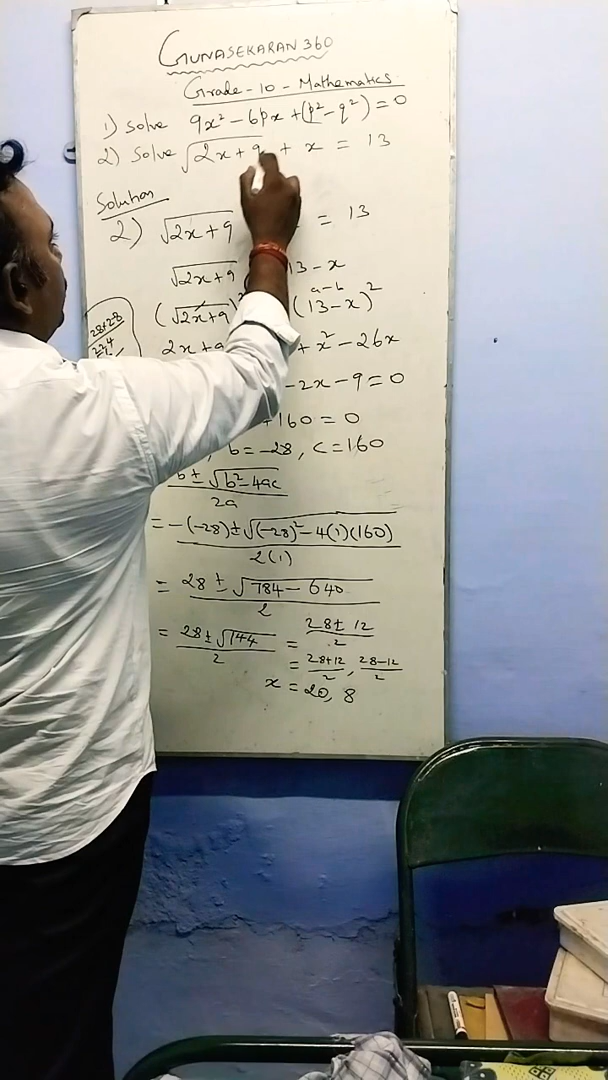 GUNASEKARAN 360
Grade - 10 - Mathematics
1) Solve 9x² - 6px + (p² - q²) = 0
2) Solve √(2x + 9) + x = 13
Solution
2) √(2x+9) = 13
√(2x+9) 13 - x
a-b
(√(2x+9))² (13 - x)²
28×28
224
2x+9 + x² - 26x
- 2x - 9 = 0
+160 = 0
b = -28, c = 160
b ± √(b² - 4ac)
2a
= -(-28) ± √((-28)² - 4(1)(160))
2(1)
= 28 ± √(784 - 640)
2
= 28 ± √144 = 28 ± 12
2 2
= 28+12 , 28-12
2 2
x = 20, 8